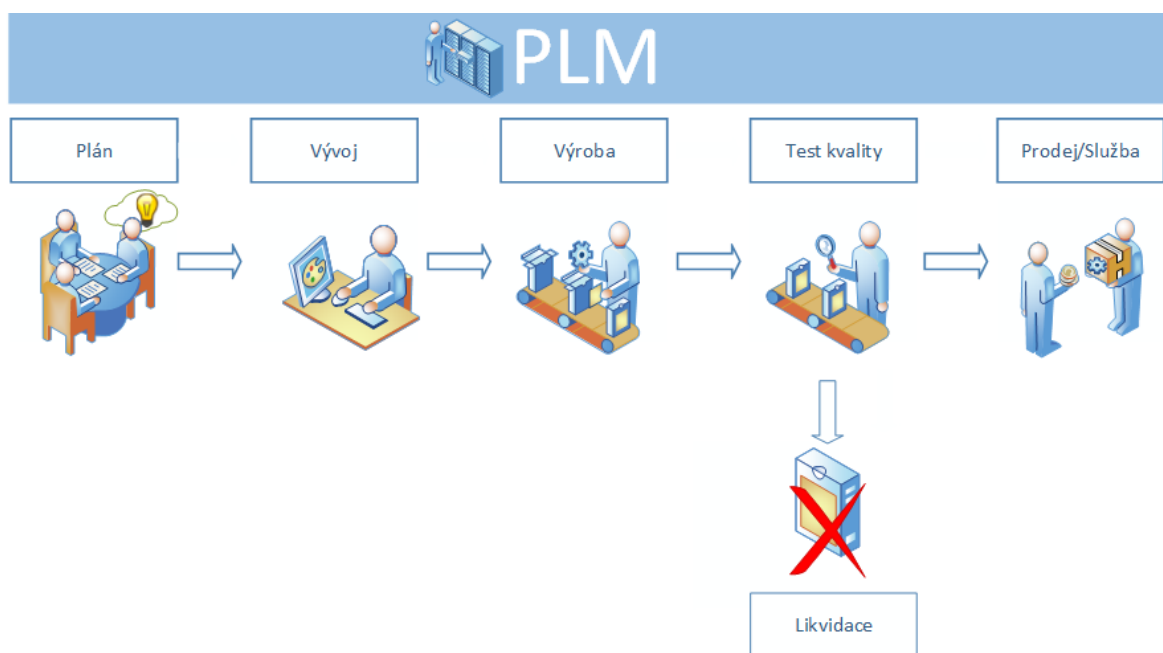 PLM
Plán
Vývoj
Výroba
Test kvality
Prodej/Služba
Likvidace